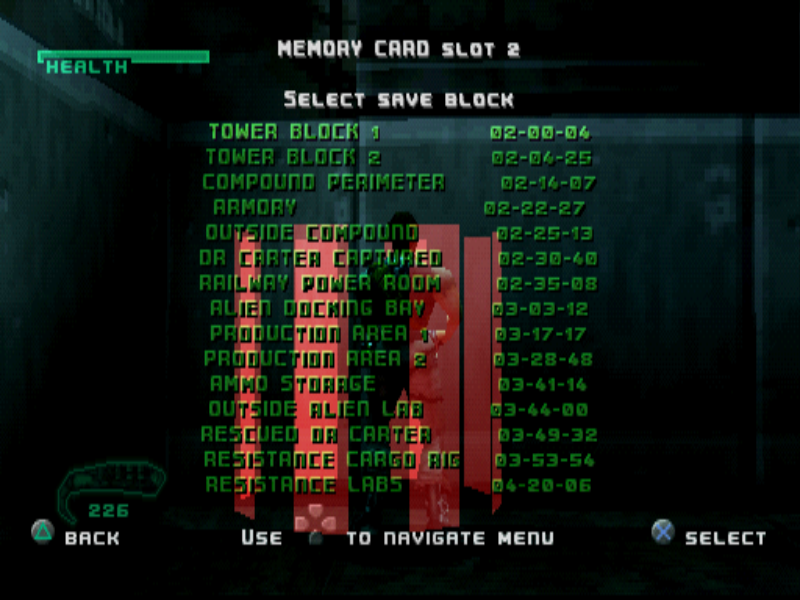 MEMORY CARD SLOT 2
HEALTH
SELECT SAVE BLOCK
TOWER BLOCK 1 02-00-04
TOWER BLOCK 2 02-04-25
COMPOUND PERIMETER 02-14-07
ARMORY 02-22-27
OUTSIDE COMPOUND 02-25-13
DR CARTER CAPTURED 02-30-40
RAILWAY POWER ROOM 02-35-08
ALIEN DOCKING BAY 03-03-12
PRODUCTION AREA 1 03-17-17
PRODUCTION AREA 2 03-28-48
AMMO STORAGE 03-41-14
OUTSIDE ALIEN LAB 03-44-00
RESCUED DR CARTER 03-49-32
RESISTANCE CARGO RIG 03-53-54
RESISTANCE LABS 04-20-06
226
BACK USE TO NAVIGATE MENU SELECT